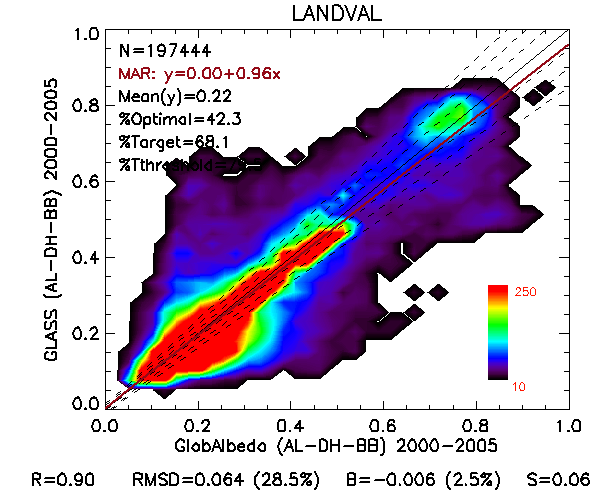 LANDVAL
N=197444
MAR: y=0.00+0.96x
Mean(y)=0.22
%Optimal=42.3
%Target=68.1
%Tthreshold=
GLASS (AL-DH-BB) 2000-2005
1.0
0.8
0.6
0.4
0.2
0.0
250
10
0.0 0.2 0.4 0.6 0.8 1.0
GlobAlbedo (AL-DH-BB) 2000-2005
R=0.90 RMSD=0.064 (28.5%) B=-0.006 (2.5%) S=0.06